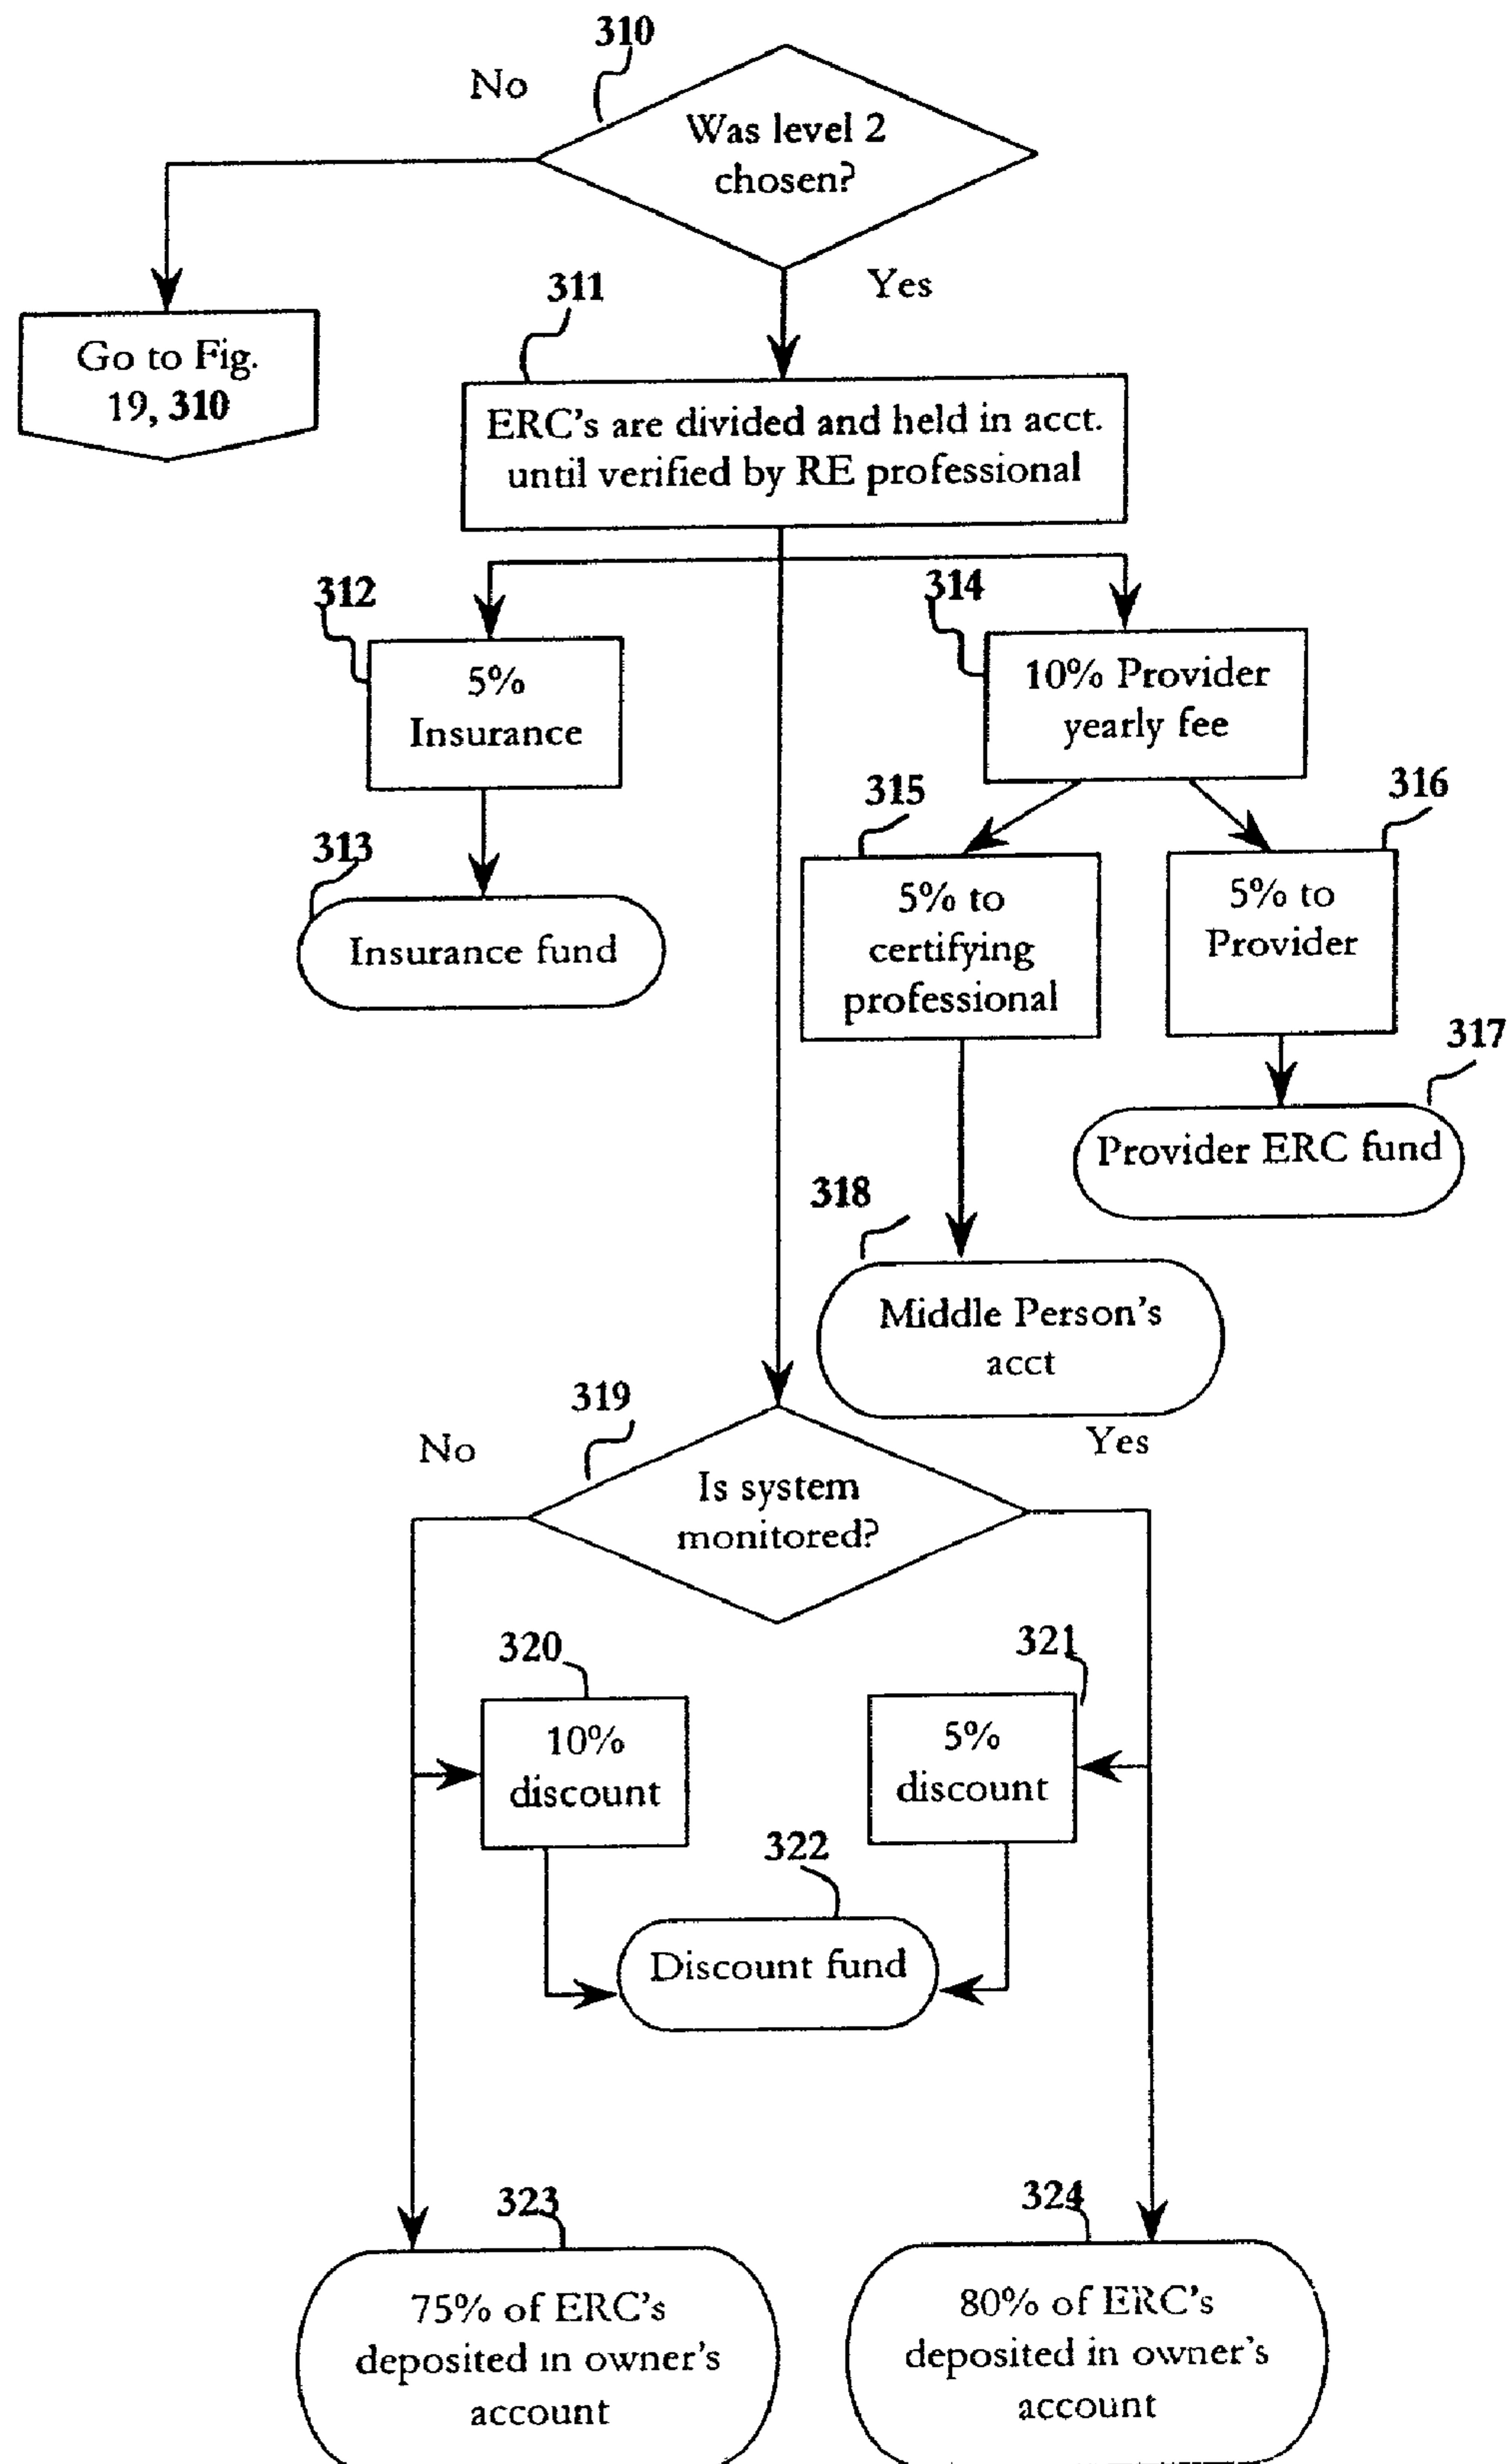 310
No
Was level 2
chosen?
Yes
311
Go to Fig.
19, 310
ERC's are divided and held in acct.
until verified by RE professional
312
314
5%
Insurance
10% Provider
yearly fee
315
316
313
Insurance fund
5% to
certifying
professional
5% to
Provider
317
Provider ERC fund
318
Middle Person's
acct
319
No
Yes
Is system
monitored?
320
321
10%
discount
5%
discount
322
Discount fund
323
324
75% of ERC's
deposited in owner's
account
80% of ERC's
deposited in owner's
account